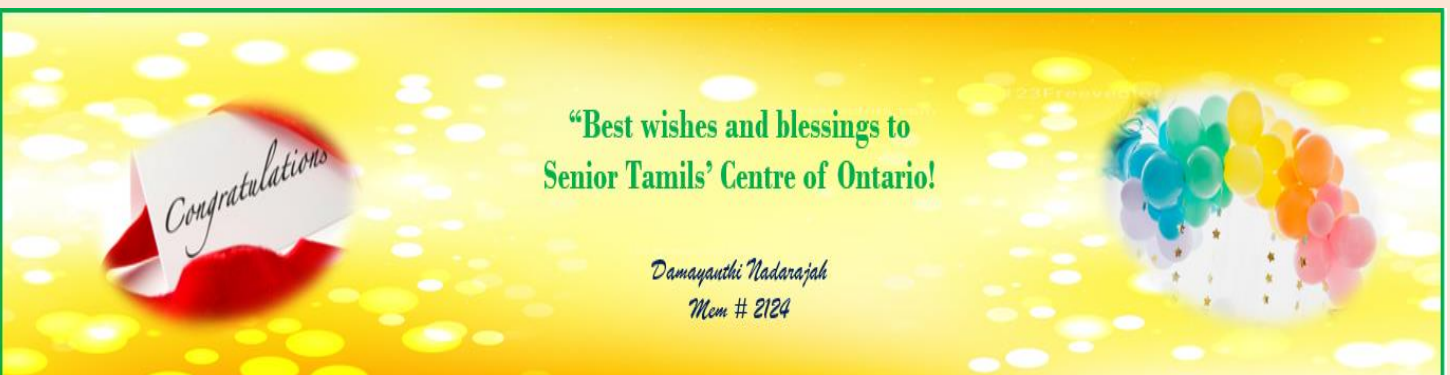 Congratulations
“Best wishes and blessings to
Senior Tamils’ Centre of Ontario!
Damayanthi Nadarajah
Mem # 2124